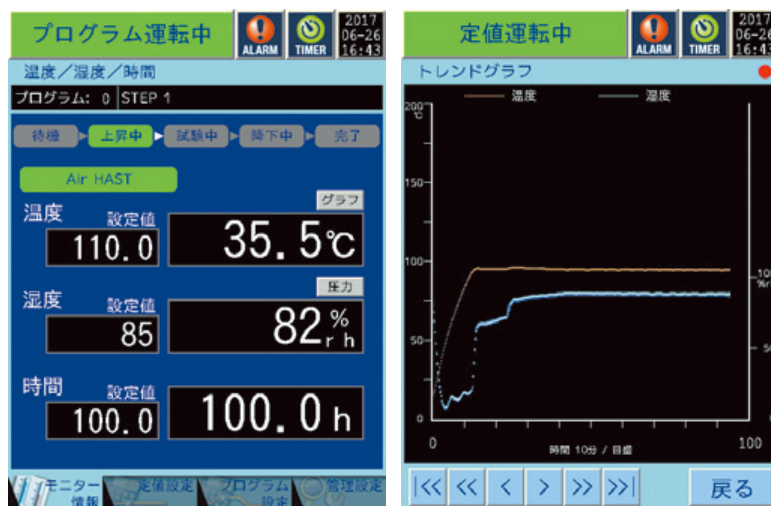 プログラム運転中
ALARM
TIMER
2017
06-26
16:43
温度／湿度／時間
プログラム: 0 STEP 1
待機 上昇中 試験中 降下中 完了
Air HAST
グラフ
温度 設定値
110.0 35.5℃
圧力
湿度 設定値
85 82%rh
時間 設定値
100.0 100.0h
モニター情報
定値設定
プログラム設定
管理設定
定値運転中
ALARM
TIMER
2017
06-26
16:43
トレンドグラフ
温度 湿度
200
℃
150
100
50
0
100
%r
50
0 100
時間 10分 / 目盛
|<< << < > >> >>| 戻る